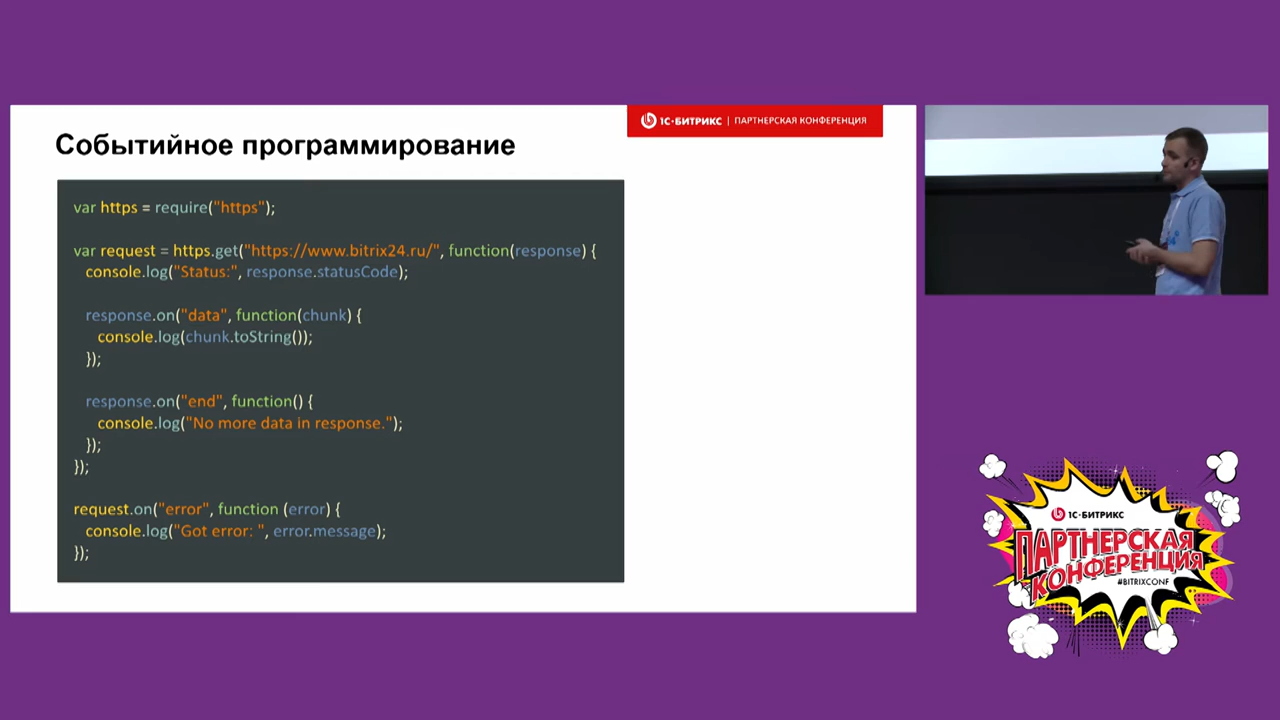 1С-БИТРИКС | ПАРТНЕРСКАЯ КОНФЕРЕНЦИЯ
Событийное программирование
var https = require("https");
var request = https.get("https://www.bitrix24.ru/", function(response) {
console.log("Status:", response.statusCode);
response.on("data", function(chunk) {
console.log(chunk.toString());
});
response.on("end", function() {
console.log("No more data in response.");
});
});
request.on("error", function (error) {
console.log("Got error: ", error.message);
});
1С-БИТРИКС
ПАРТНЕРСКАЯ
КОНФЕРЕНЦИЯ
#BITRIXCONF